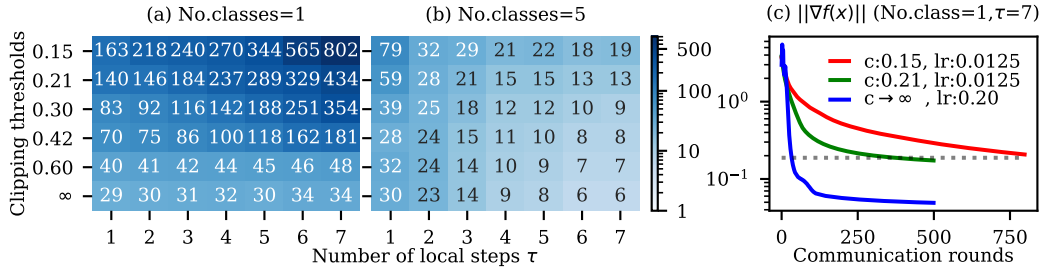 (a) No.classes=1
(b) No.classes=5
(c) ||∇f(x)|| (No.class=1,τ=7)
Clipping thresholds
0.15 163 218 240 270 344 565 802
0.21 140 146 184 237 289 329 434
0.30 83 92 116 142 188 251 354
0.42 70 75 86 100 118 162 181
0.60 40 41 42 44 45 46 48
∞ 29 30 31 32 30 34 34
1 2 3 4 5 6 7
79 32 29 21 22 18 19
59 28 21 15 15 13 13
39 25 18 12 12 10 9
28 24 15 11 10 8 8
32 24 14 10 9 7 7
30 23 14 9 8 6 6
1 2 3 4 5 6 7
Number of local steps τ
500
100
10
1
c:0.15, lr:0.0125
c:0.21, lr:0.0125
c→∞ , lr:0.20
10⁰
10⁻¹
0 250 500 750
Communication rounds